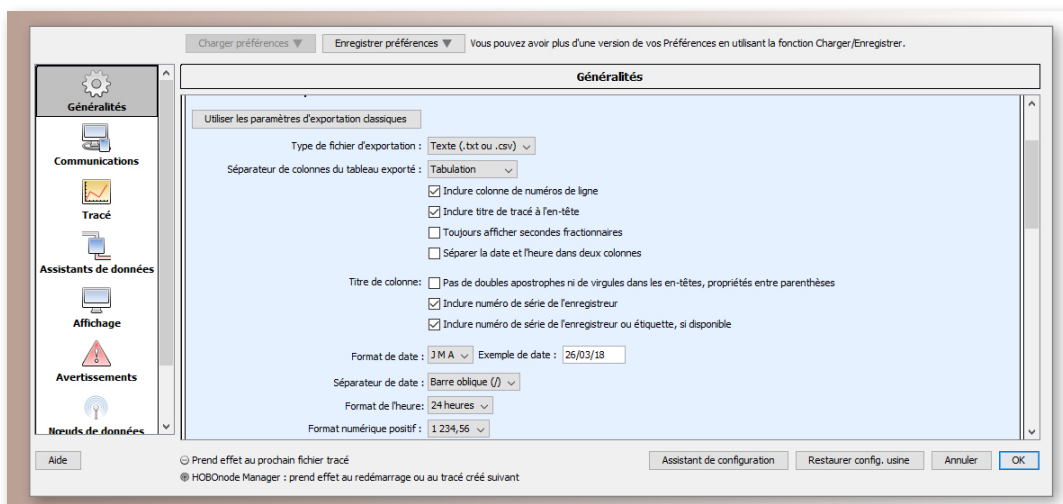 Charger préférences ▼ Enregistrer préférences ▼ Vous pouvez avoir plus d'une version de vos Préférences en utilisant la fonction Charger/Enregistrer.
Généralités
Communications
Tracé
Assistants de données
Affichage
Avertissements
Nœuds de données
Généralités
Utiliser les paramètres d'exportation classiques
Type de fichier d'exportation : Texte (.txt ou .csv)
Séparateur de colonnes du tableau exporté : Tabulation
Inclure colonne de numéros de ligne
Inclure titre de tracé à l'en-tête
Toujours afficher secondes fractionnaires
Séparer la date et l'heure dans deux colonnes
Titre de colonne: Pas de doubles apostrophes ni de virgules dans les en-têtes, propriétés entre parenthèses
Inclure numéro de série de l'enregistreur
Inclure numéro de série de l'enregistreur ou étiquette, si disponible
Format de date : J M A Exemple de date : 26/03/18
Séparateur de date : Barre oblique (/)
Format de l'heure: 24 heures
Format numérique positif : 1 234,56
Aide
Prend effet au prochain fichier tracé
HOBOnode Manager : prend effet au redémarrage ou au tracé créé suivant
Assistant de configuration Restaurer config. usine Annuler OK